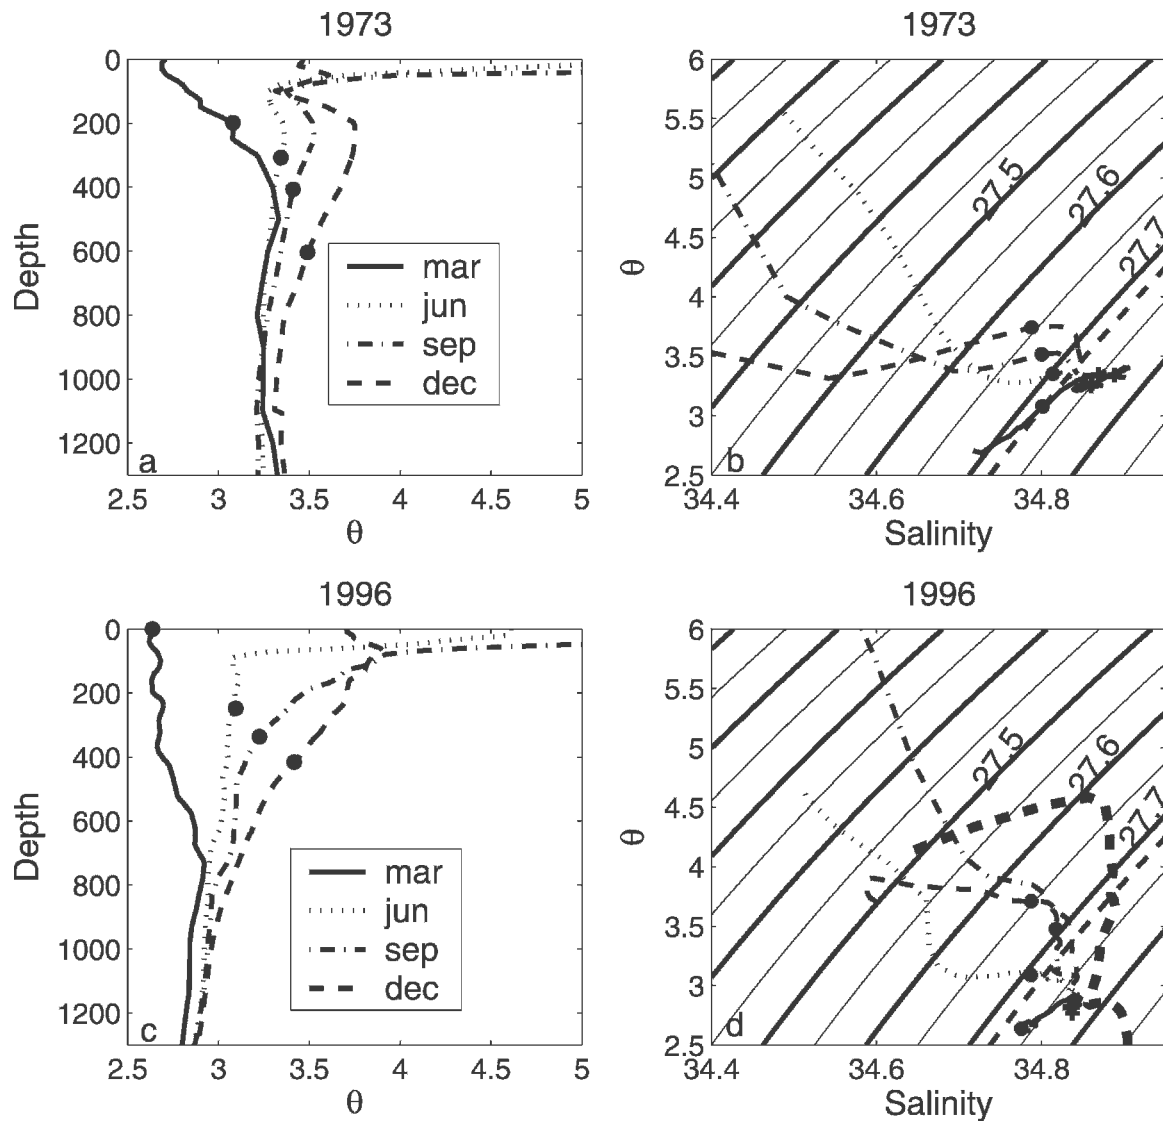 1973
0
200
400
600
800
1000
1200
Depth
mar
jun
sep
dec
a
2.5 3 3.5 4 4.5 5
θ
1973
6
5.5
5
4.5
4
3.5
3
2.5
θ
27.5
27.6
27.7
b
34.4 34.6 34.8
Salinity
1996
0
200
400
600
800
1000
1200
Depth
mar
jun
sep
dec
c
2.5 3 3.5 4 4.5 5
θ
1996
6
5.5
5
4.5
4
3.5
3
2.5
θ
27.5
27.6
27.7
d
34.4 34.6 34.8
Salinity